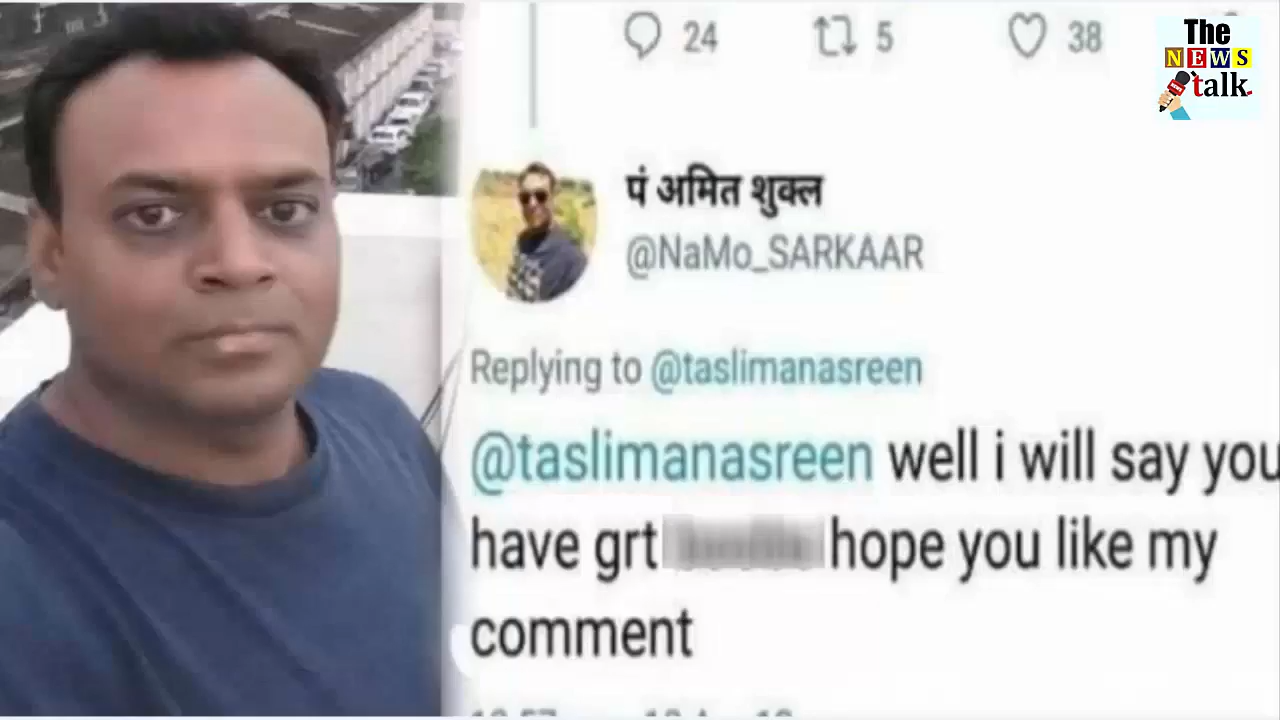 24 5 38
The
NEWS
talk.
पं अमित शुक्ल
@NaMo_SARKAAR
Replying to @taslimanasreen
@taslimanasreen well i will say you
have grt hope you like my
comment